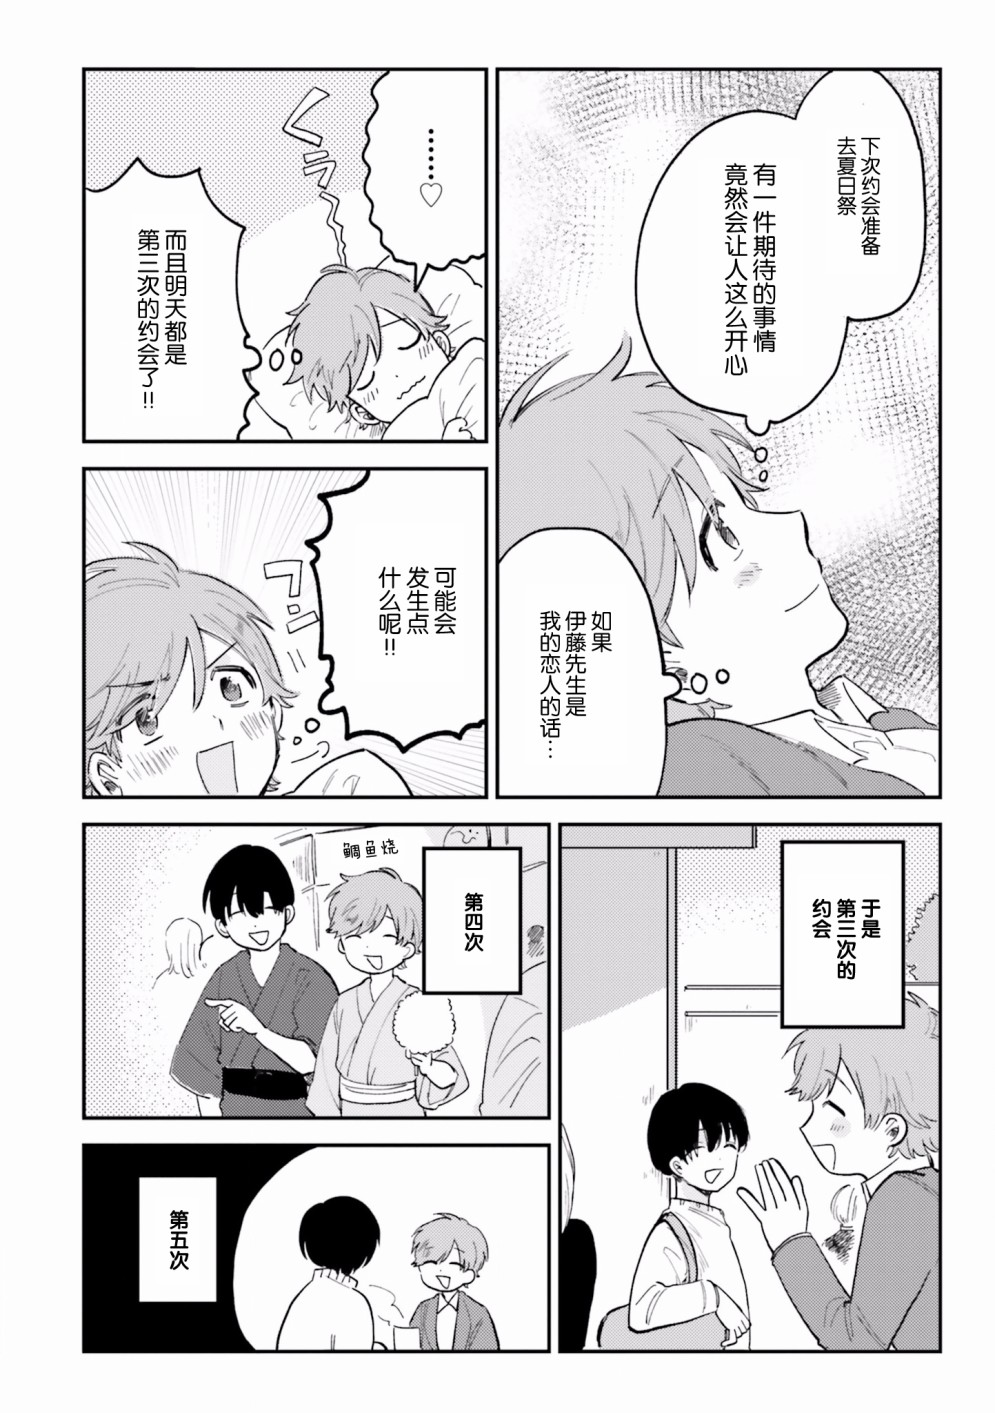 下次约会准备
去夏日祭
有一件期待的事情
竟然会让人这么开心
如果
伊藤先生是
我的恋人的话…
……♡
くラァ
而且明天都是
第三次的约会了!!
可能会
发生点
什么呢!!
フン
于是
第三次的
约会
鲷鱼烧
第四次
第五次